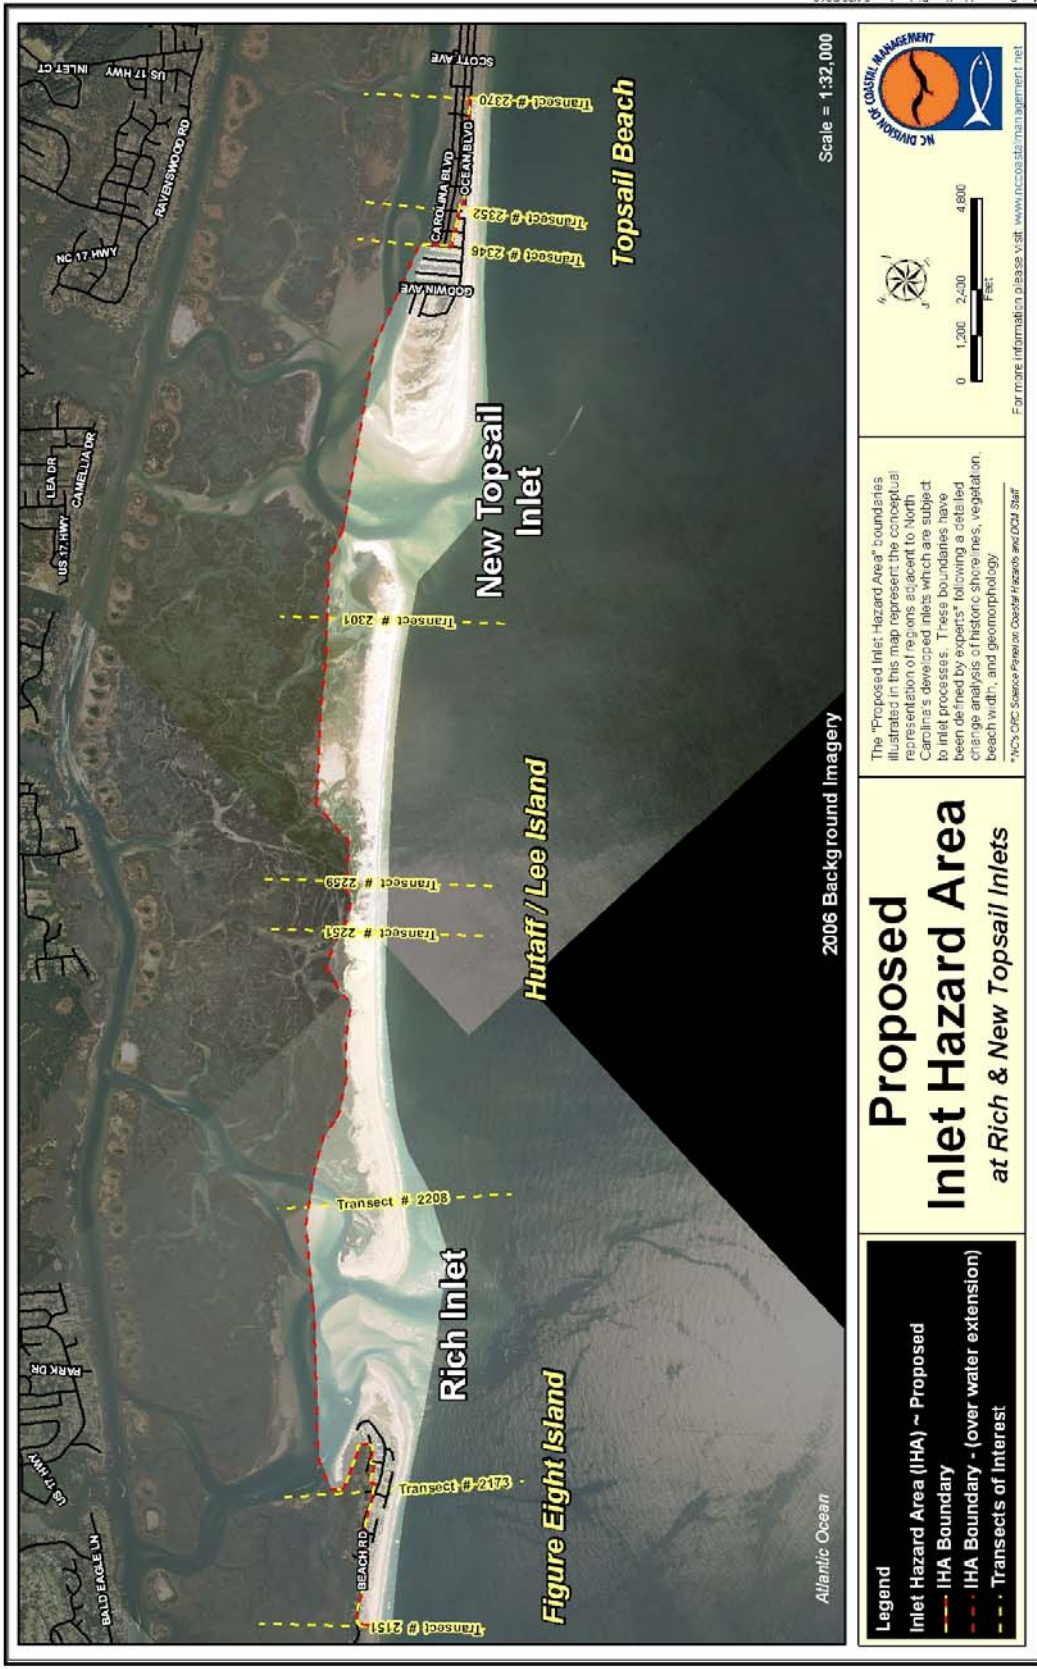 BALD EAGLE LN
US 17 HWY
PARK DR
US 17 HWY
LEA DR
CAMELLIA DR
NC 17 HWY
RAVENSWOOD RD
INLET CT
US 17 HWY
SCOTT AVE
CAROLINA BLVD
OCEAN BLVD
GODWIN AVE
BEACH RD
Transect # 2151
Transect # 2173
Transect # 2208
Transect # 2251
Transect # 2259
Transect # 2301
Transect # 2346
Transect # 2352
Transect # 2370
Rich Inlet
New Topsail
Inlet
Figure Eight Island
Hutaff / Lee Island
Topsail Beach
Atlantic Ocean
2006 Background Imagery
Scale = 1:32,000
Legend
Inlet Hazard Area (IHA) ~ Proposed
IHA Boundary
IHA Boundary - (over water extension)
Transects of Interest
Proposed
Inlet Hazard Area
at Rich & New Topsail Inlets
The "Proposed Inlet Hazard Area" boundaries
illustrated in this map represent the conceptual
representation of regions adjacent to North
Carolina's developed inlets which are subject
to inlet processes. These boundaries have
been defined by experts* following a detailed
change analysis of historic shorelines, vegetation,
beach width, and geomorphology
*NC's CRC Science Panel on Coastal Hazards and DCM Staff
0 1,200 2,400 4,800
Feet
NC DIVISION OF COASTAL MANAGEMENT
For more information please visit: www.nccoastalmanagement.net